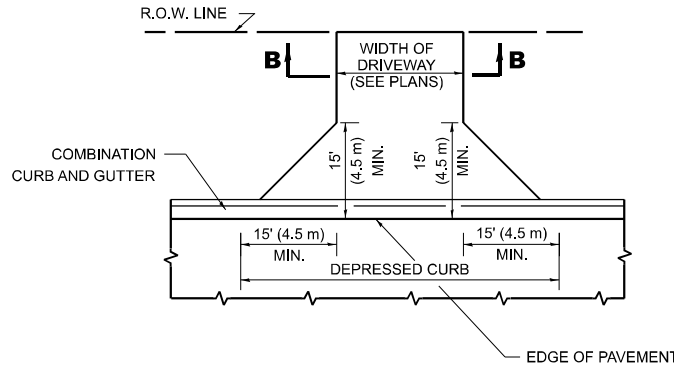 R.O.W. LINE
B
WIDTH OF
DRIVEWAY
(SEE PLANS)
B
COMBINATION
CURB AND GUTTER
15'
(4.5 m)
MIN.
15'
(4.5 m)
MIN.
15' (4.5 m)
MIN.
15' (4.5 m)
MIN.
DEPRESSED CURB
EDGE OF PAVEMENT